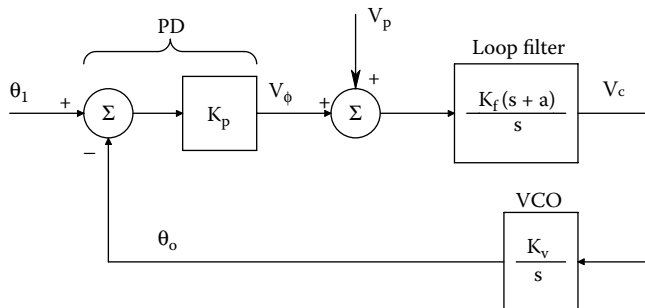 PD
V_p
Loop filter
θ_1
+
Σ
K_p
V_ϕ
+
+
Σ
K_f (s + a)
s
V_c
−
VCO
θ_o
K_v
s